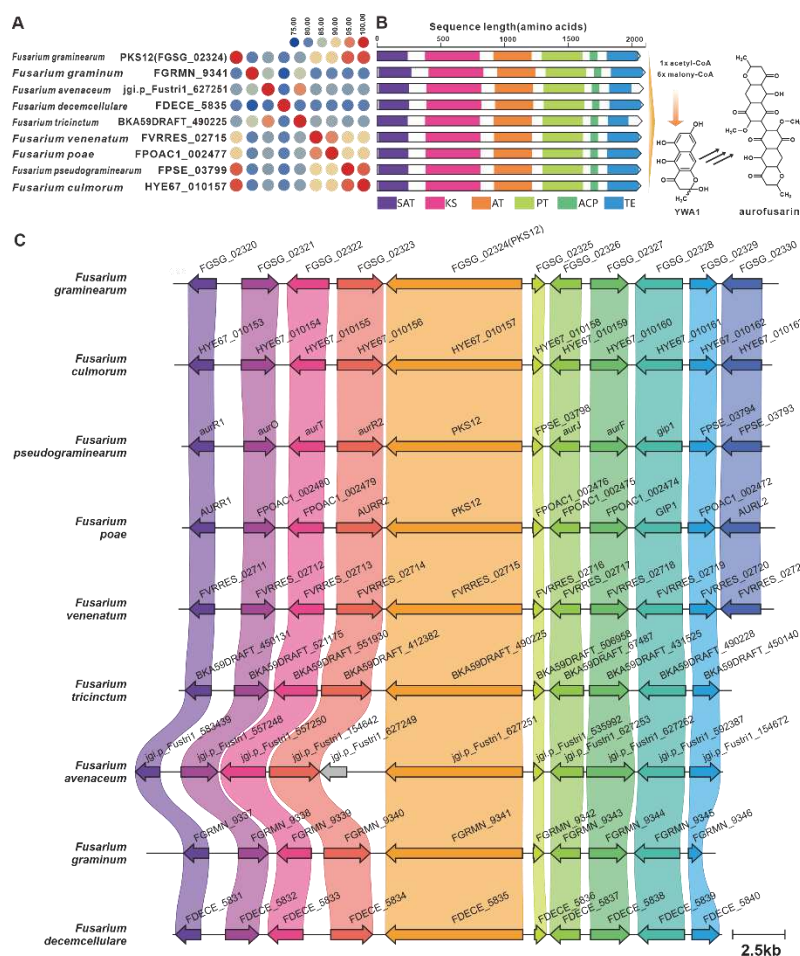 A
75.00
80.00
85.00
90.00
95.00
100.00
Fusarium graminearum PKS12(FGSG_02324)
Fusarium graminum FGRMN_9341
Fusarium avenaceum jgi.p_Fustri1_627251
Fusarium decemcellulare FDECE_5835
Fusarium tricinctum BKA59DRAFT_490225
Fusarium venenatum FVRRES_02715
Fusarium poae FPOAC1_002477
Fusarium pseudograminearum FPSE_03799
Fusarium culmorum HYE67_010157
B
Sequence length(amino acids)
0 500 1000 1500 2000
SAT KS AT PT ACP TE
1x acetyl-CoA
6x malony-CoA
YWA1
aurofusarin
C
Fusarium graminearum
FGSG_02320 FGSG_02321 FGSG_02322 FGSG_02323 FGSG_02324(PKS12) FGSG_02325 FGSG_02326 FGSG_02327 FGSG_02328 FGSG_02329 FGSG_02330
Fusarium culmorum
HYE67_010153 HYE67_010154 HYE67_010155 HYE67_010156 HYE67_010157 HYE67_010158 HYE67_010159 HYE67_010160 HYE67_010161 HYE67_010162
Fusarium pseudograminearum
aurR1 aurO aurT aurR2 PKS12 FPSE_03798 aurJ aurF gip1 FPSE_03794 FPSE_03793
Fusarium poae
AURR1 FPOAC1_002480 FPOAC1_002479 AURR2 PKS12 FPOAC1_002476 FPOAC1_002475 FPOAC1_002474 GIP1 FPOAC1_002472 AURL2
Fusarium venenatum
FVRRES_02711 FVRRES_02712 FVRRES_02713 FVRRES_02714 FVRRES_02715 FVRRES_02716 FVRRES_02717 FVRRES_02718 FVRRES_02719 FVRRES_02720
Fusarium tricinctum
BKA59DRAFT_458131 BKA59DRAFT_521175 BKA59DRAFT_551930 BKA59DRAFT_412382 BKA59DRAFT_490225 BKA59DRAFT_506958 BKA59DRAFT_67487 BKA59DRAFT_431525 BKA59DRAFT_490228 BKA59DRAFT_450140
Fusarium avenaceum
jgi.p_Fustri1_583439 jgi.p_Fustri1_557248 jgi.p_Fustri1_557250 jgi.p_Fustri1_154642 jgi.p_Fustri1_627249 jgi.p_Fustri1_627251 jgi.p_Fustri1_535992 jgi.p_Fustri1_627253 jgi.p_Fustri1_627262 jgi.p_Fustri1_592387 jgi.p_Fustri1_154672
Fusarium graminum
FGRMN_9337 FGRMN_9338 FGRMN_9339 FGRMN_9340 FGRMN_9341 FGRMN_9342 FGRMN_9343 FGRMN_9344 FGRMN_9345 FGRMN_9346
Fusarium decemcellulare
FDECE_5831 FDECE_5832 FDECE_5833 FDECE_5834 FDECE_5835 FDECE_5836 FDECE_5837 FDECE_5838 FDECE_5839 FDECE_5840
2.5kb